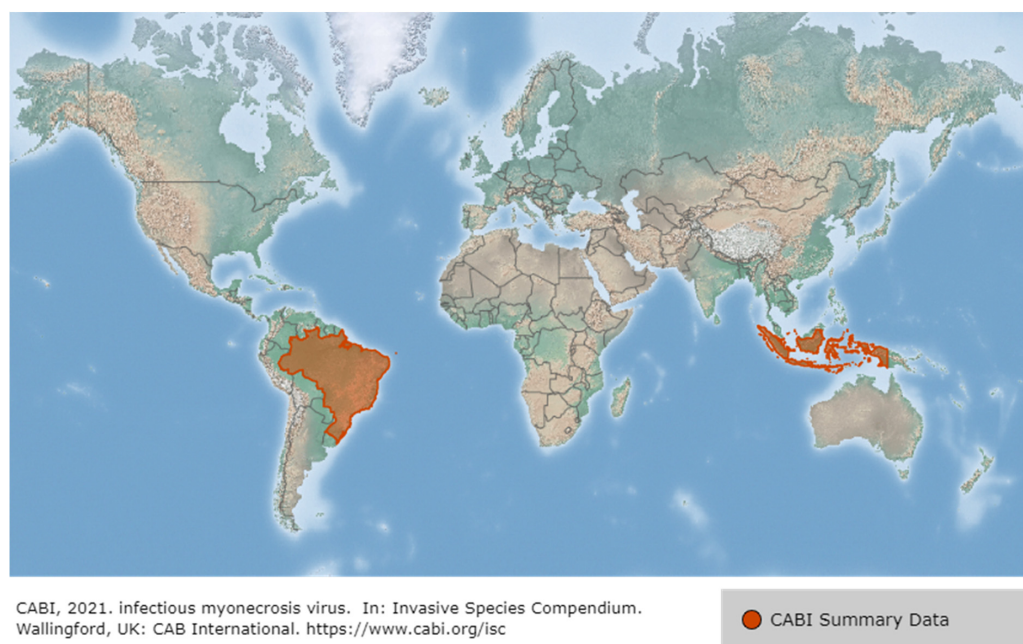 CABI, 2021. infectious myonecrosis virus.  In: Invasive Species Compendium.
Wallingford, UK: CAB International. https://www.cabi.org/isc
CABI Summary Data